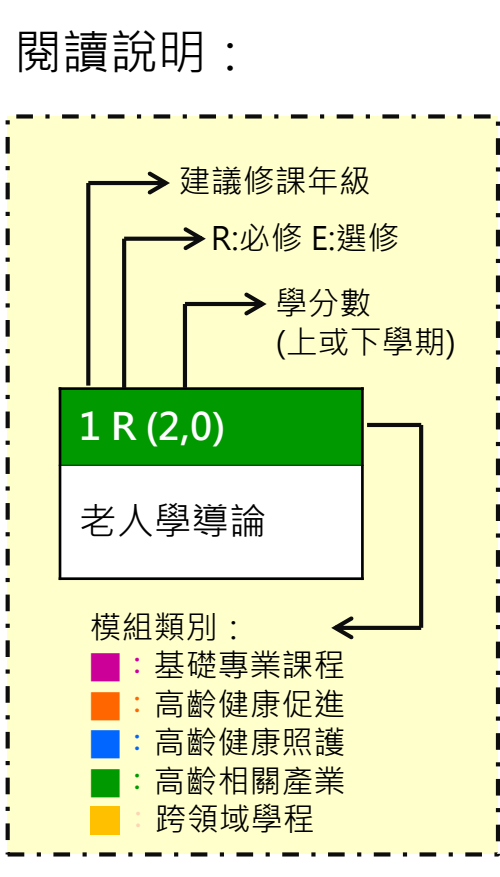 閱讀說明：
建議修課年級
R:必修 E:選修
學分數
(上或下學期)
1 R (2,0)
老人學導論
模組類別：
：基礎專業課程
：高齡健康促進
：高齡健康照護
：高齡相關產業
：跨領域學程